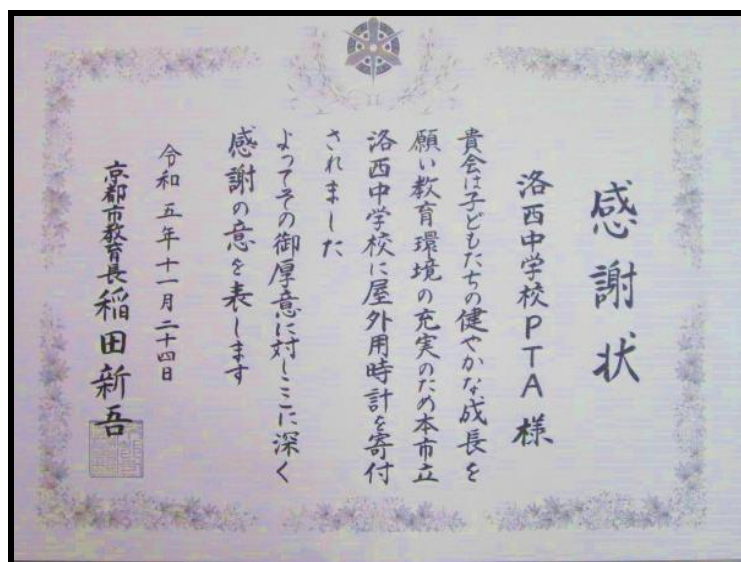 感謝状
洛西中学校PTA様
貴会は子どもたちの健やかな成長を
願い教育環境の充実のため本市立
洛西中学校に屋外用時計を寄付
されました
よってその御厚意に対しここに深く
感謝の意を表します
令和五年十一月二十四日
京都市教育長稲田新吾